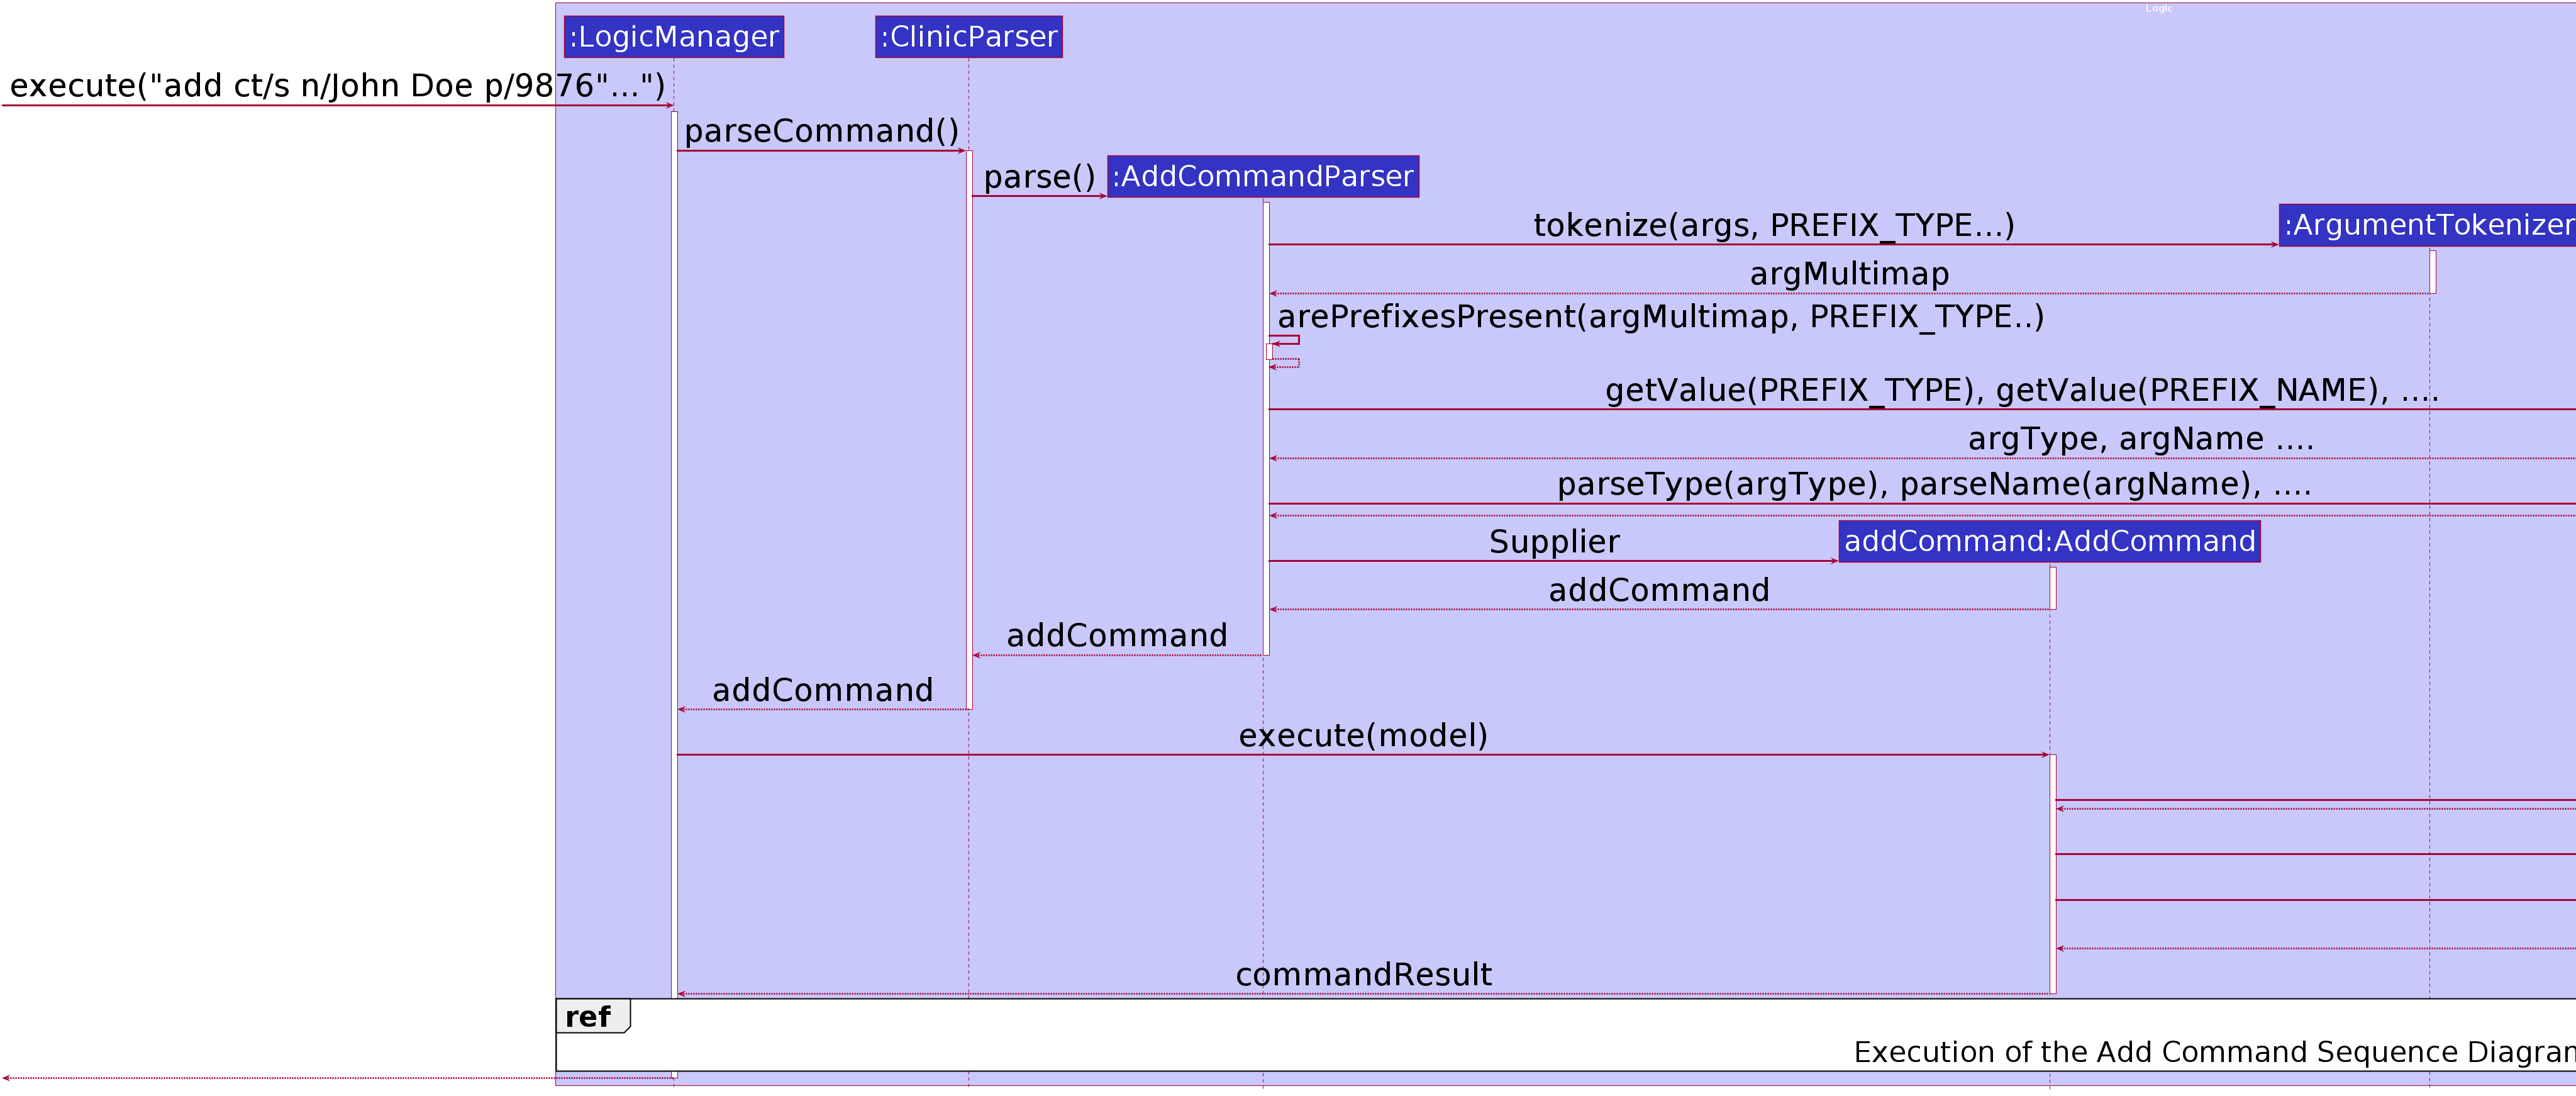 Logic
:LogicManager
:ClinicParser
execute("add ct/s n/John Doe p/9876"...")
parseCommand()
parse()
:AddCommandParser
tokenize(args, PREFIX_TYPE...)
:ArgumentTokenizer
argMultimap
arePrefixesPresent(argMultimap, PREFIX_TYPE..)
getValue(PREFIX_TYPE), getValue(PREFIX_NAME), ....
argType, argName ....
parseType(argType), parseName(argName), ....
Supplier
addCommand:AddCommand
addCommand
addCommand
addCommand
execute(model)
commandResult
ref
Execution of the Add Command Sequence